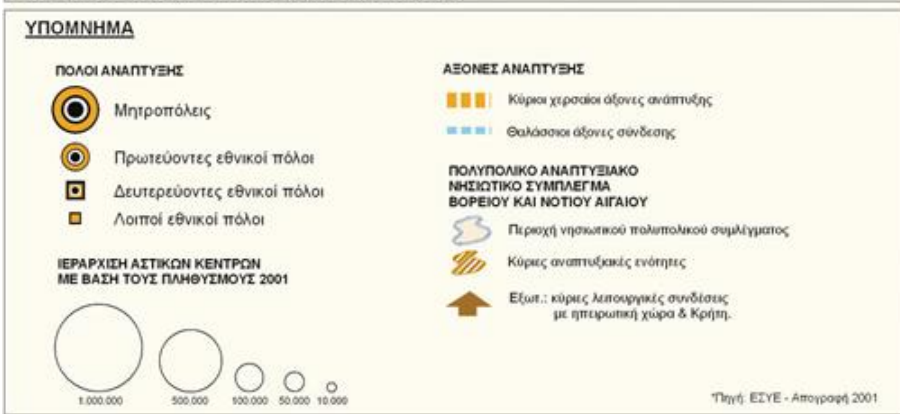 ΥΠΟΜΝΗΜΑ
ΠΟΛΟΙ ΑΝΑΠΤΥΞΗΣ
Μητροπόλεις
Πρωτεύοντες εθνικοί πόλοι
Δευτερεύοντες εθνικοί πόλοι
Λοιποί εθνικοί πόλοι
ΙΕΡΑΡΧΙΣΗ ΑΣΤΙΚΩΝ ΚΕΝΤΡΩΝ
ΜΕ ΒΑΣΗ ΤΟΥΣ ΠΛΗΘΥΣΜΟΥΣ 2001
1.000.000 500.000 100.000 50.000 10.000
ΑΞΟΝΕΣ ΑΝΑΠΤΥΞΗΣ
Κύριοι χερσαίοι άξονες ανάπτυξης
Θαλάσσιοι άξονες σύνδεσης
ΠΟΛΥΠΟΛΙΚΟ ΑΝΑΠΤΥΞΙΑΚΟ
ΝΗΣΙΩΤΙΚΟ ΣΥΜΠΛΕΓΜΑ
ΒΟΡΕΙΟΥ ΚΑΙ ΝΟΤΙΟΥ ΑΙΓΑΙΟΥ
Περιοχή νησιωτικού πολυπολικού συμλέγματος
Κύριες αναπτυξιακές ενότητες
Εξωτ.: κύριες λειτουργικές συνδέσεις
με ηπειρωτική χώρα & Κρήτη.
*Πηγή: ΕΣΥΕ - Απογραφή 2001